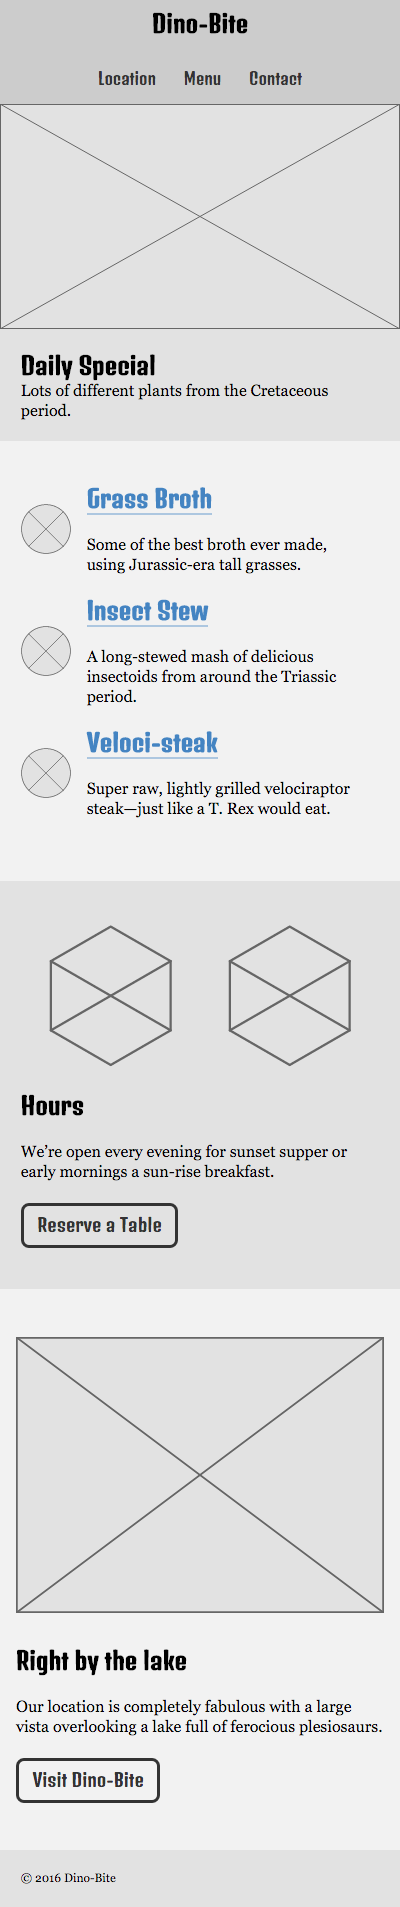 Dino-Bite
Location Menu Contact
Daily Special
Lots of different plants from the Cretaceous
period.
Grass Broth
Some of the best broth ever made,
using Jurassic-era tall grasses.
Insect Stew
A long-stewed mash of delicious
insectoids from around the Triassic
period.
Veloci-steak
Super raw, lightly grilled velociraptor
steak—just like a T. Rex would eat.
Hours
We’re open every evening for sunset supper or
early mornings a sun-rise breakfast.
Reserve a Table
Right by the lake
Our location is completely fabulous with a large
vista overlooking a lake full of ferocious plesiosaurs.
Visit Dino-Bite
© 2016 Dino-Bite